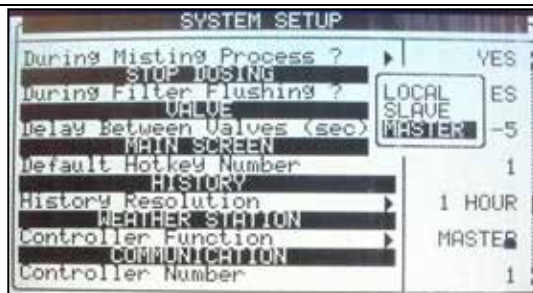 SYSTEM SETUP
During Misting Process ? YES
STOP DOSING
During Filter Flushing ? ES
VALVE
Delay Between Valves (sec) -5
MAIN SCREEN
Default Hotkey Number 1
HISTORY
History Resolution 1 HOUR
WEATHER STATION
Controller Function MASTER
COMMUNICATION
Controller Number 1
LOCAL
SLAVE
MASTER